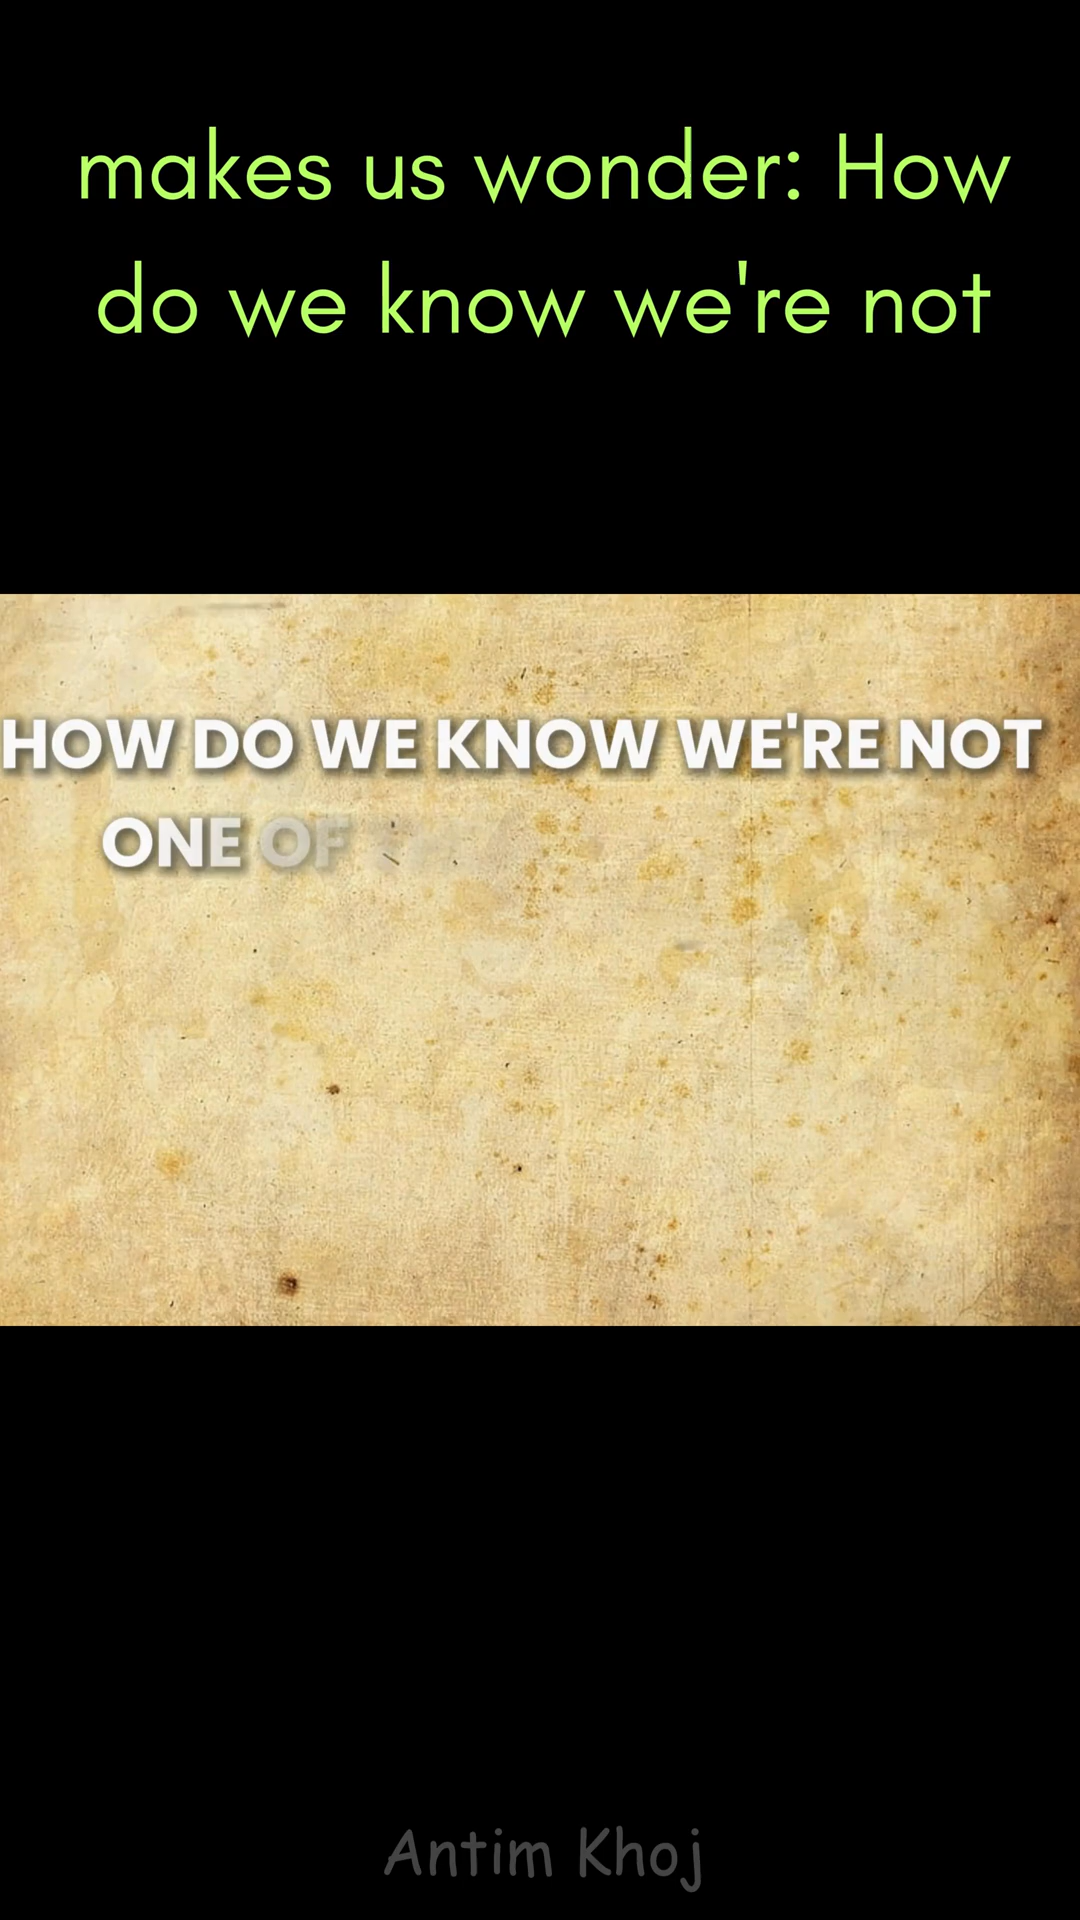 makes us wonder: How
do we know we're not
HOW DO WE KNOW WE'RE NOT
ONE OF
Antim Khoj